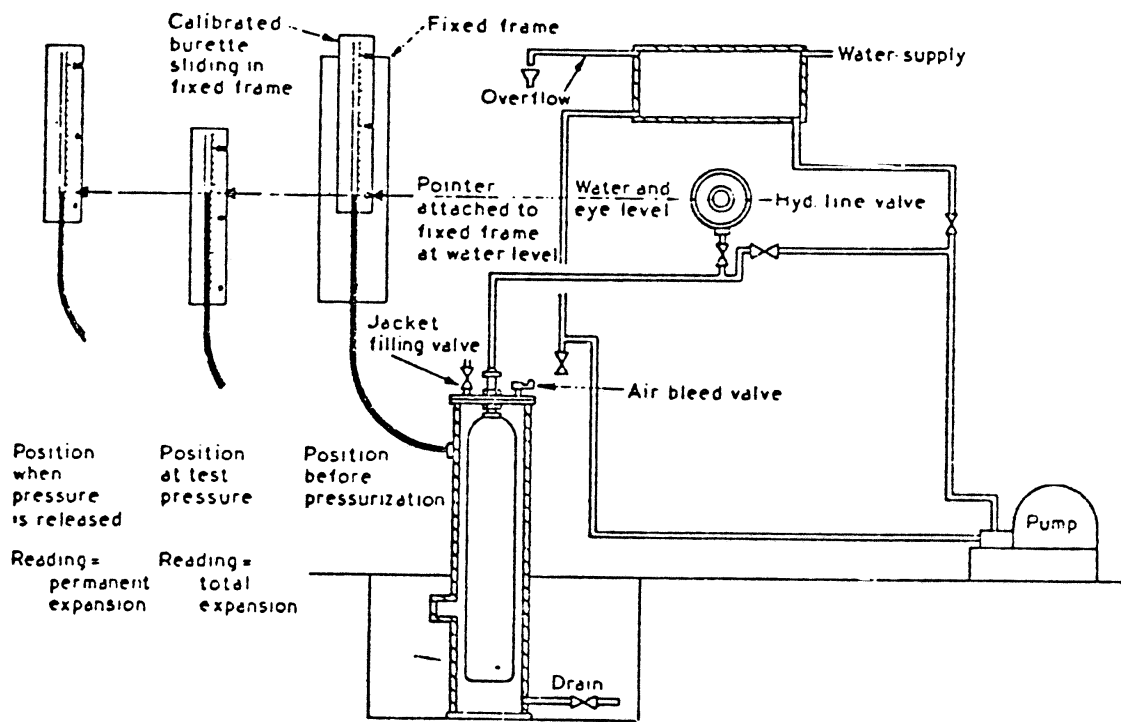 Calibrated
burette
sliding in
fixed frame
Fixed frame
Water supply
Overflow
Pointer
attached to
fixed frame
at water level
Water and
eye level
Hyd. line valve
Jacket
filling valve
Air bleed valve
Position
when
pressure
is released
Position
at test
pressure
Position
before
pressurization
Pump
Reading =
permanent
expansion
Reading =
total
expansion
Drain